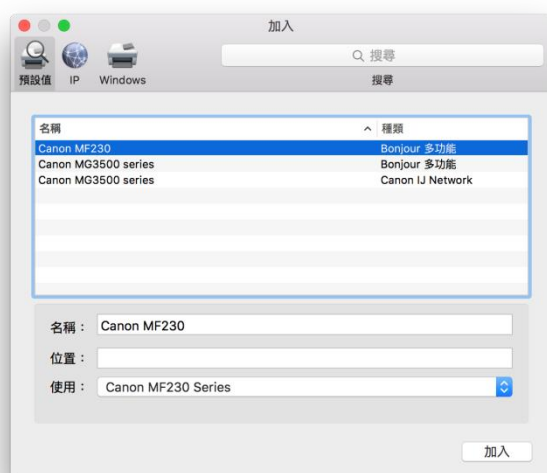 加入
預設值 IP Windows
搜尋
搜尋
名稱 種類
Canon MF230 Bonjour 多功能
Canon MG3500 series Bonjour 多功能
Canon MG3500 series Canon IJ Network
名稱： Canon MF230
位置：
使用： Canon MF230 Series
加入